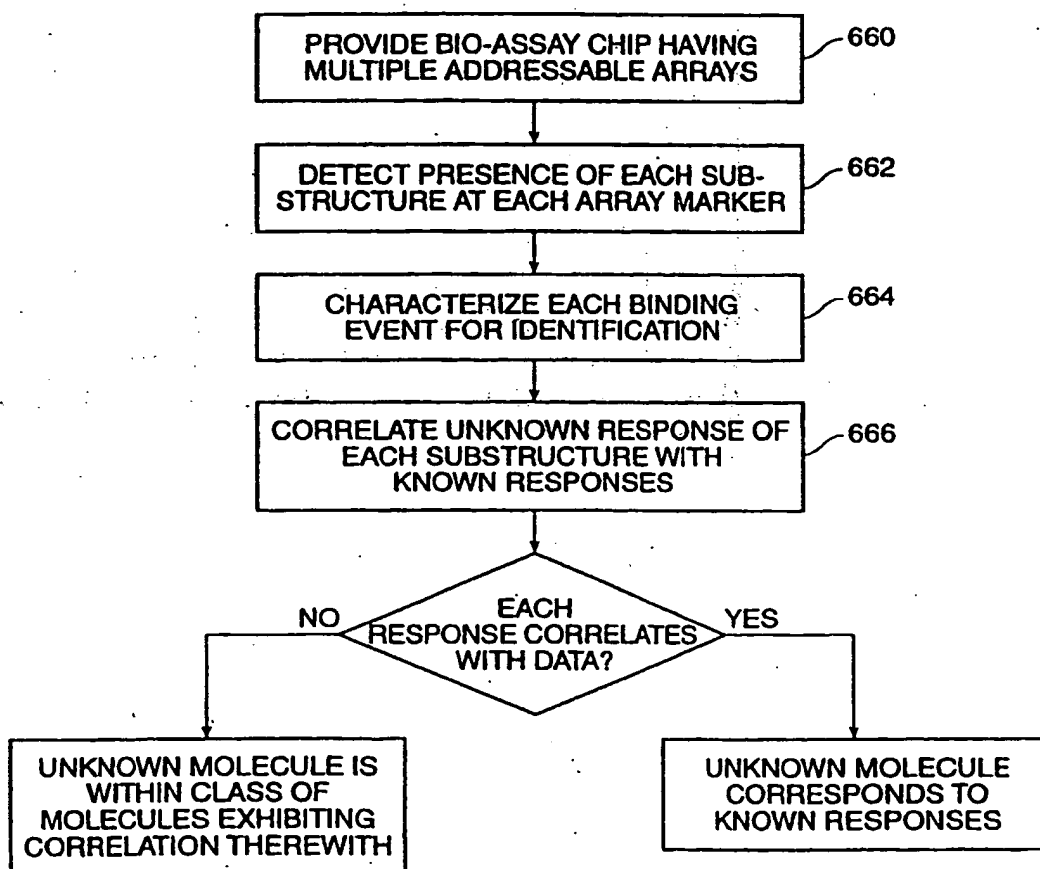 PROVIDE BIO-ASSAY CHIP HAVING
MULTIPLE ADDRESSABLE ARRAYS
660
DETECT PRESENCE OF EACH SUB-
STRUCTURE AT EACH ARRAY MARKER
662
CHARACTERIZE EACH BINDING
EVENT FOR IDENTIFICATION
664
CORRELATE UNKNOWN RESPONSE OF
EACH SUBSTRUCTURE WITH
KNOWN RESPONSES
666
NO
EACH
RESPONSE CORRELATES
WITH DATA?
YES
UNKNOWN MOLECULE IS
WITHIN CLASS OF
MOLECULES EXHIBITING
CORRELATION THEREWITH
UNKNOWN MOLECULE
CORRESPONDS TO
KNOWN RESPONSES